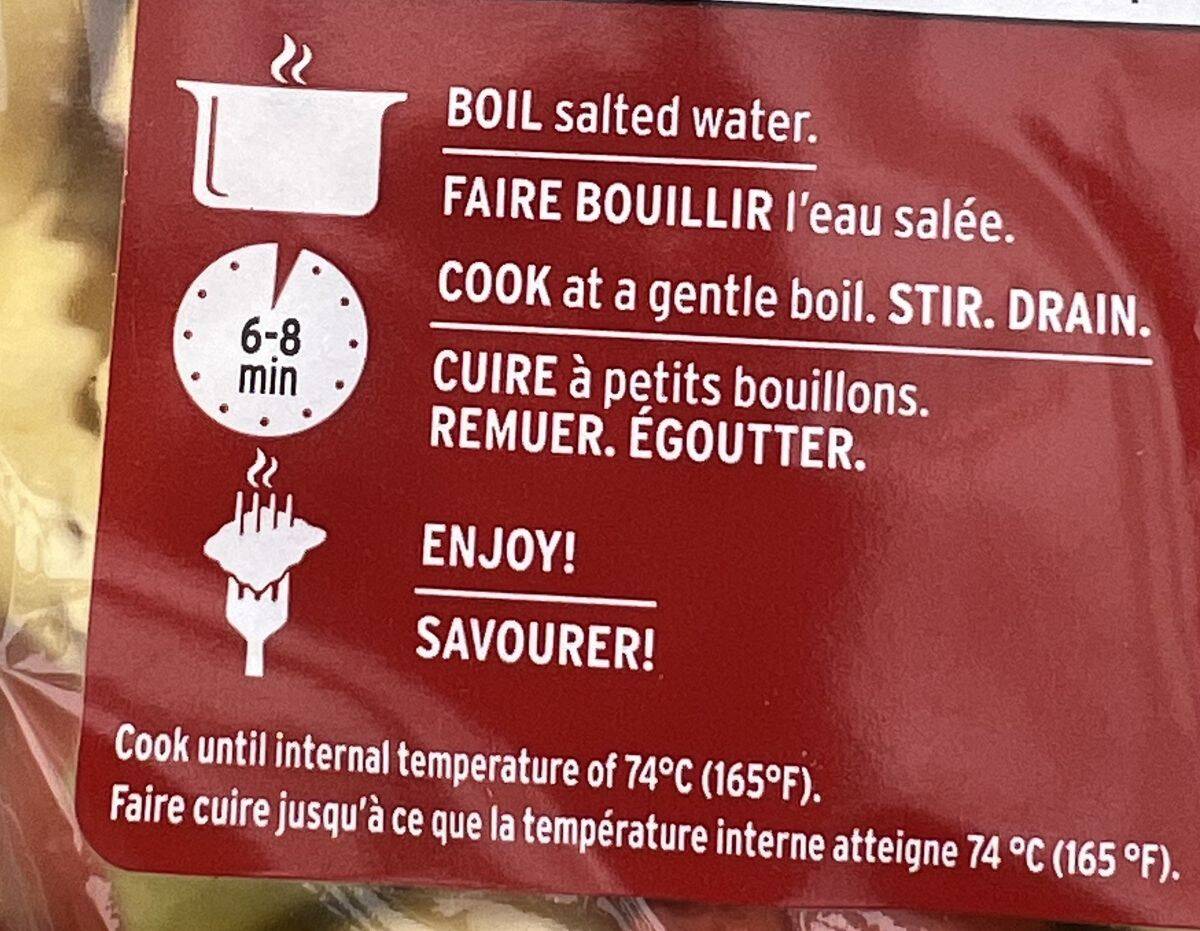 BOIL salted water.
FAIRE BOUILLIR l'eau salée.
6-8
min
COOK at a gentle boil. STIR. DRAIN.
CUIRE à petits bouillons.
REMUER. ÉGOUTTER.
ENJOY!
SAVOURER!
Cook until internal temperature of 74°C (165°F).
Faire cuire jusqu'à ce que la température interne atteigne 74 °C (165 °F).